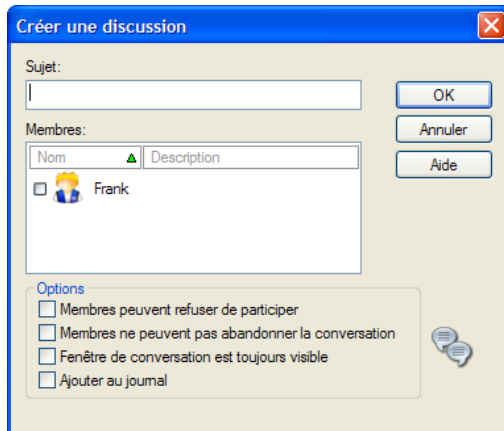 Créer une discussion
Sujet:
OK
Membres:
Annuler
Nom Description
Aide
Frank
Options
Membres peuvent refuser de participer
Membres ne peuvent pas abandonner la conversation
Fenêtre de conversation est toujours visible
Ajouter au journal